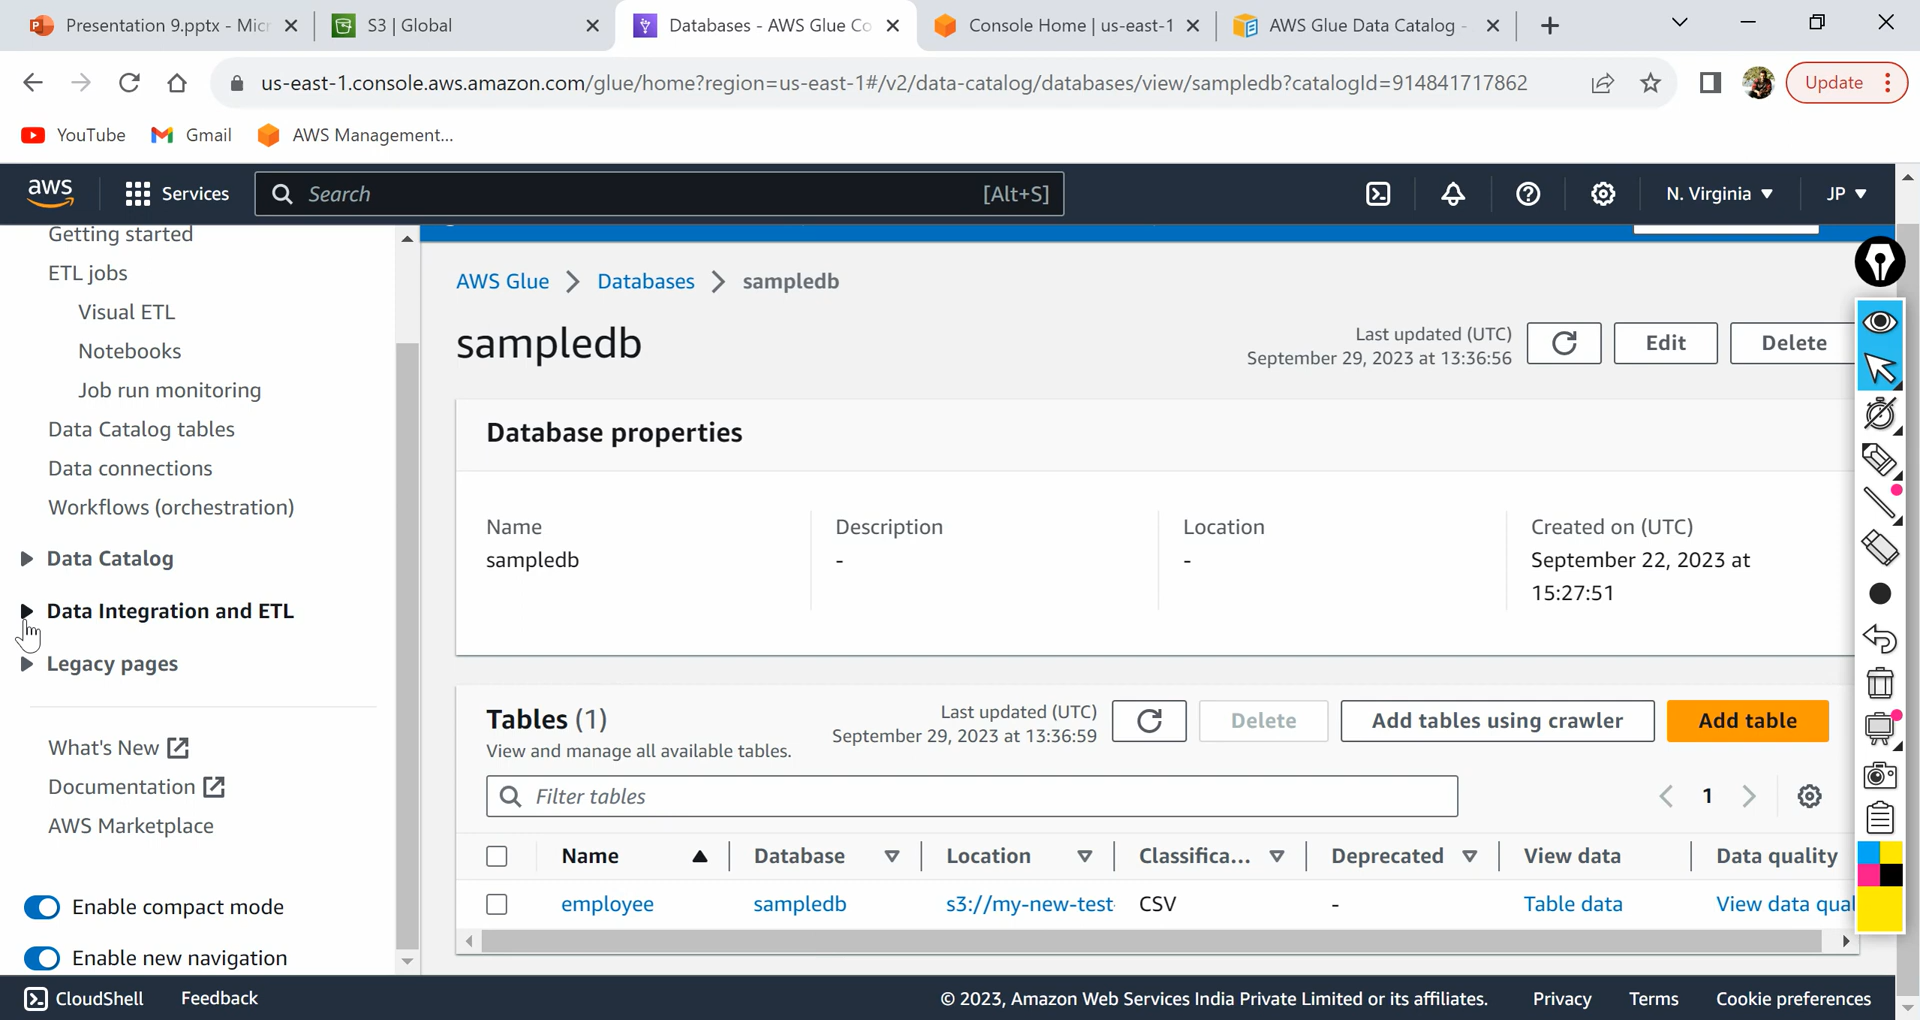 Presentation 9.pptx - Mic
S3 | Global
Databases - AWS Glue Co
Console Home | us-east-1
AWS Glue Data Catalog -
us-east-1.console.aws.amazon.com/glue/home?region=us-east-1#/v2/data-catalog/databases/view/sampledb?catalogId=914841717862
Update
YouTube
Gmail
AWS Management...
aws
Services
Search
[Alt+S]
N. Virginia
JP
Getting started
ETL jobs
Visual ETL
Notebooks
Job run monitoring
Data Catalog tables
Data connections
Workflows (orchestration)
Data Catalog
Data Integration and ETL
Legacy pages
What's New
Documentation
AWS Marketplace
Enable compact mode
Enable new navigation
AWS Glue > Databases > sampledb
sampledb
Last updated (UTC)
September 29, 2023 at 13:36:56
Edit
Delete
Database properties
Name
sampledb
Description
-
Location
-
Created on (UTC)
September 22, 2023 at
15:27:51
Tables (1)
View and manage all available tables.
Last updated (UTC)
September 29, 2023 at 13:36:59
Delete
Add tables using crawler
Add table
Filter tables
1
Name Database Location Classifica... Deprecated View data Data quality
employee sampledb s3://my-new-test CSV - Table data View data qual
CloudShell
Feedback
© 2023, Amazon Web Services India Private Limited or its affiliates.
Privacy
Terms
Cookie preferences